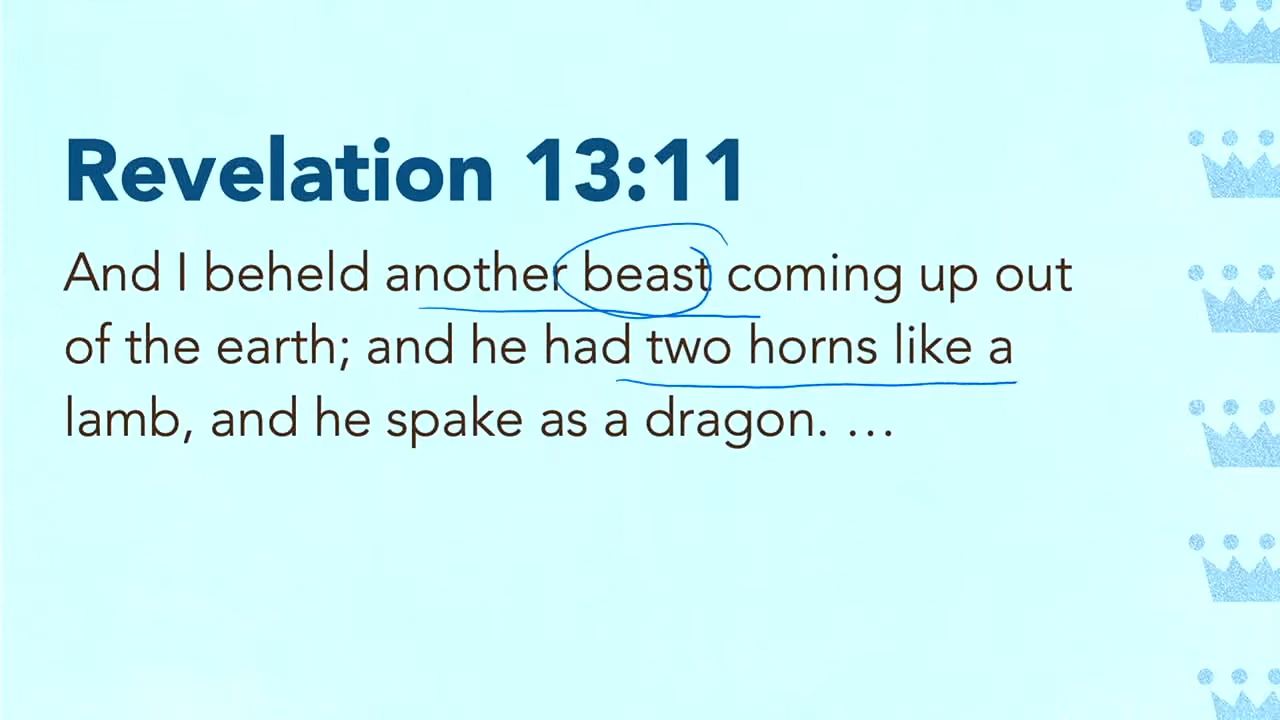 Revelation 13:11
And I beheld another beast coming up out
of the earth; and he had two horns like a
lamb, and he spake as a dragon. …